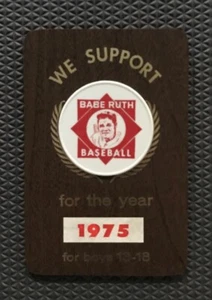 WE SUPPORT
BABE RUTH
BASEBALL
for the year
1975
for boys 13-18